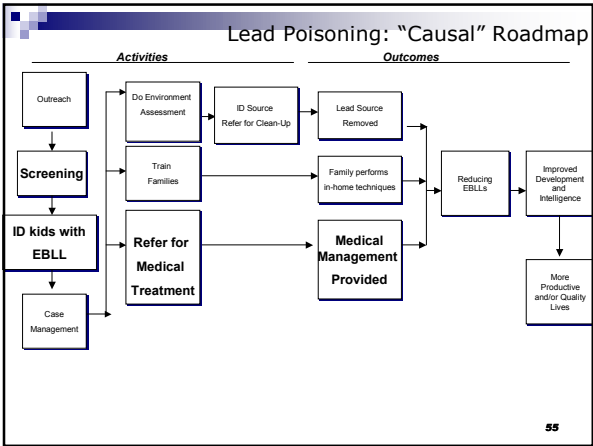 Lead Poisoning: “Causal” Roadmap
Activities
Outcomes
Outreach
Screening
ID kids with
EBLL
Case
Management
Do Environment
Assessment
ID Source
Refer for Clean-Up
Train
Families
Refer for
Medical
Treatment
Lead Source
Removed
Family performs
in-home techniques
Medical
Management
Provided
Reducing
EBLLs
Improved
Development
and
Intelligence
More
Productive
and/or Quality
Lives
55